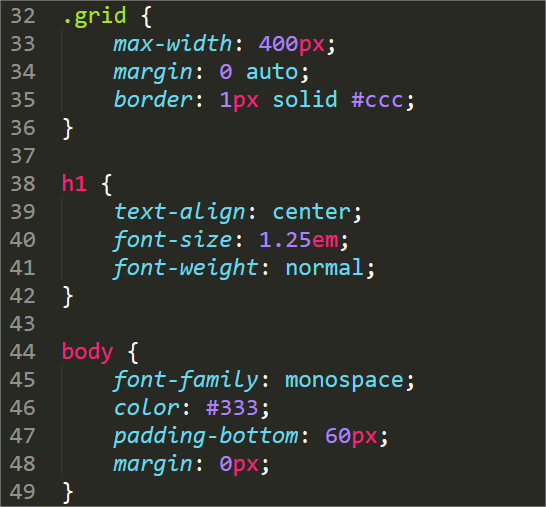 32 .grid {
33     max-width: 400px;
34     margin: 0 auto;
35     border: 1px solid #ccc;
36 }
37
38 h1 {
39     text-align: center;
40     font-size: 1.25em;
41     font-weight: normal;
42 }
43
44 body {
45     font-family: monospace;
46     color: #333;
47     padding-bottom: 60px;
48     margin: 0px;
49 }